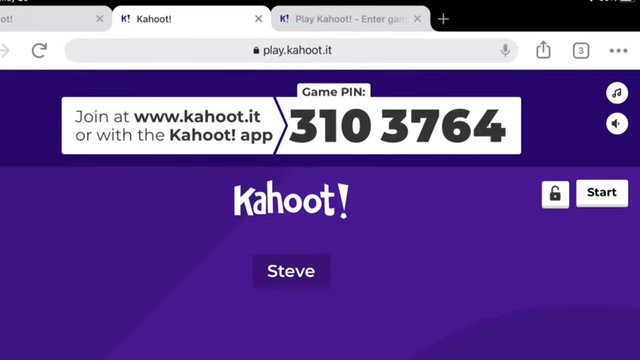 ot!
Kahoot!
Play Kahoot! - Enter gam
play.kahoot.it
3
Game PIN:
Join at www.kahoot.it
or with the Kahoot! app
310 3764
Kahoot!
Start
Steve